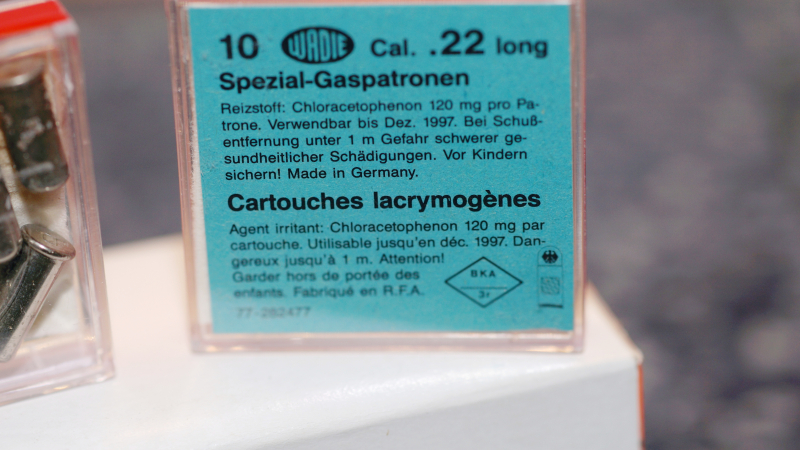 10 WADIE Cal. .22 long
Spezial-Gaspatronen
Reizstoff: Chloracetophenon 120 mg pro Pa-
trone. Verwendbar bis Dez. 1997. Bei Schuß-
entfernung unter 1 m Gefahr schwerer ge-
sundheitlicher Schädigungen. Vor Kindern
sichern! Made in Germany.
Cartouches lacrymogènes
Agent irritant: Chloracetophenon 120 mg par
cartouche. Utilisable jusqu'en déc. 1997. Dan-
gereux jusqu'à 1 m. Attention!
Garder hors de portée des
enfants. Fabriqué en R.F.A.
77-282477
BKA
3r